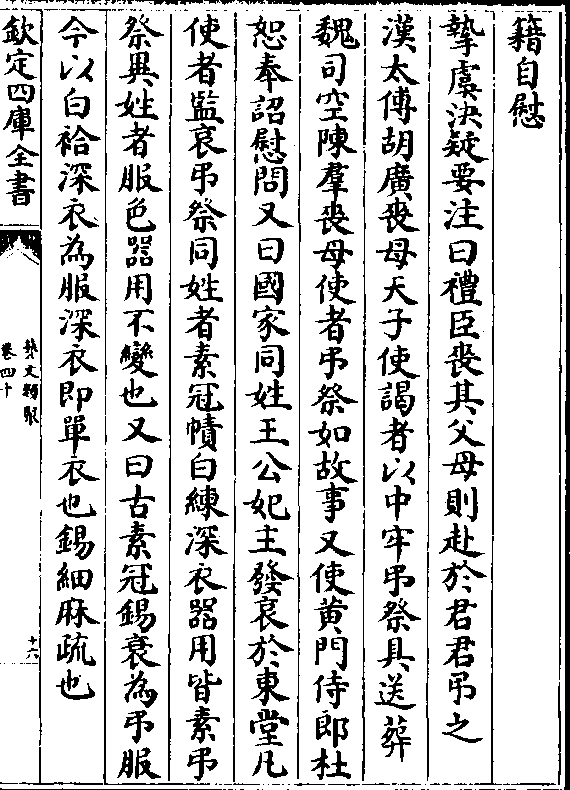 籍自慰
摯虞決疑要注曰禮臣喪其父母則赴於君君弔之
漢太傅胡廣喪母天子使謁者以中牢弔祭具送葬
魏司空陳羣喪母使者弔祭如故事又使黄門侍郎杜
恕奉詔慰問又曰國家同姓王公妃主發哀於東堂凡
使者監哀弔祭同姓者素冠幘白練深衣器用皆素弔
祭異姓者服色器用不變也又曰古素冠錫衰為弔服
今以白袷深衣為服深衣即單衣也錫細麻疏也
欽定四庫全書
藝文類聚
卷四十
十六